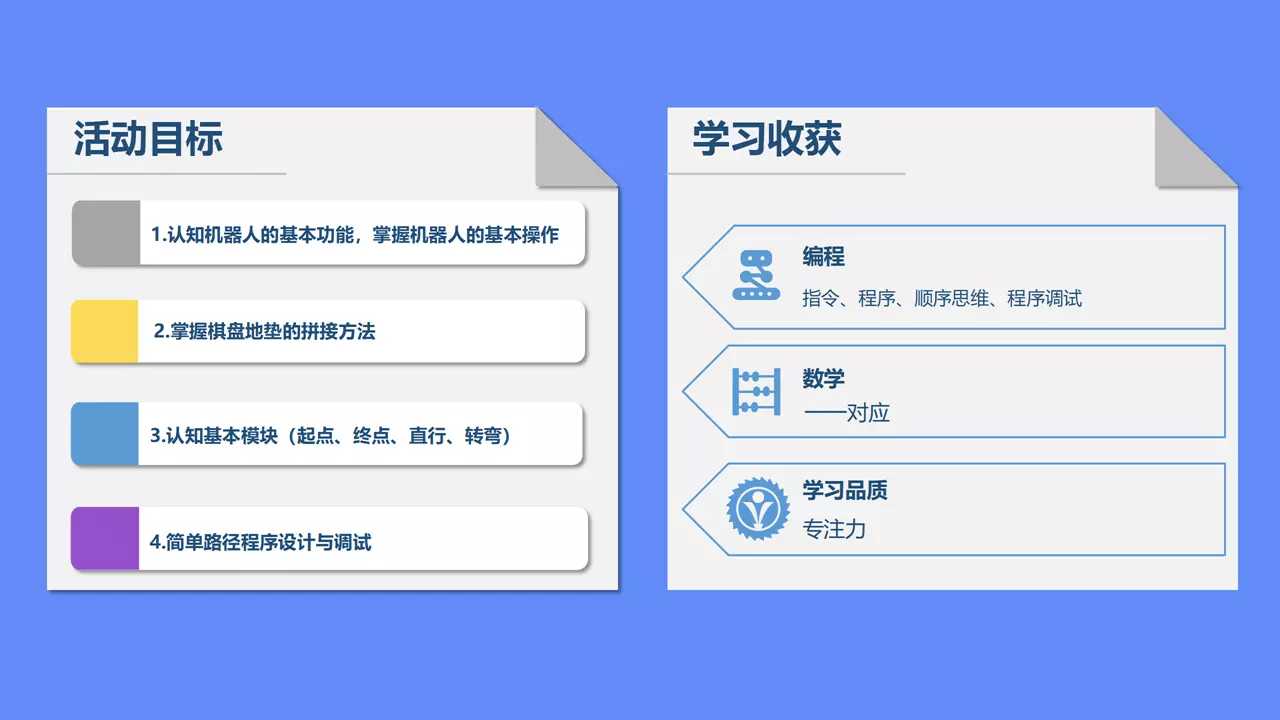 活动目标
1.认知机器人的基本功能，掌握机器人的基本操作
2.掌握棋盘地垫的拼接方法
3.认知基本模块（起点、终点、直行、转弯）
4.简单路径程序设计与调试
学习收获
编程
指令、程序、顺序思维、程序调试
数学
一一对应
学习品质
专注力